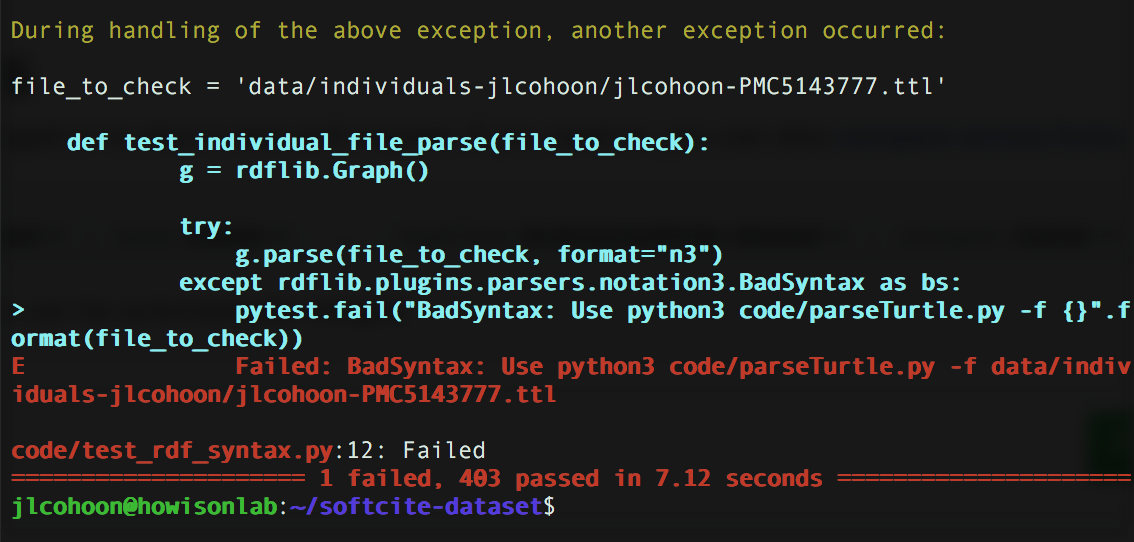 During handling of the above exception, another exception occurred:
file_to_check = 'data/individuals-jlcohoon/jlcohoon-PMC5143777.ttl'
def test_individual_file_parse(file_to_check):
g = rdflib.Graph()
try:
g.parse(file_to_check, format="n3")
except rdflib.plugins.parsers.notation3.BadSyntax as bs:
> pytest.fail("BadSyntax: Use python3 code/parseTurtle.py -f {}".f
ormat(file_to_check))
E Failed: BadSyntax: Use python3 code/parseTurtle.py -f data/indiv
iduals-jlcohoon/jlcohoon-PMC5143777.ttl
code/test_rdf_syntax.py:12: Failed
===================== 1 failed, 403 passed in 7.12 seconds =====================
jlcohoon@howisonlab:~/softcite-dataset$